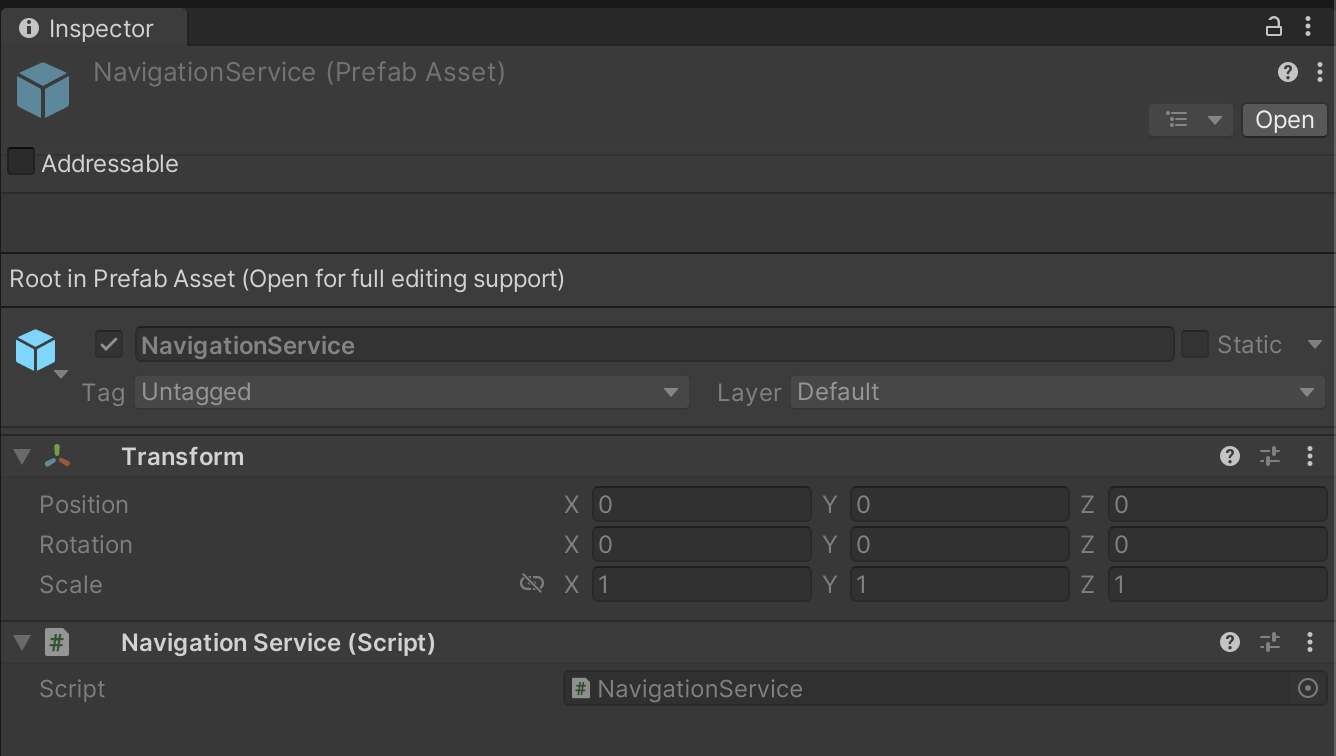 Inspector
NavigationService (Prefab Asset)
Open
Addressable
Root in Prefab Asset (Open for full editing support)
NavigationService Static
Tag Untagged Layer Default
Transform
Position X 0 Y 0 Z 0
Rotation X 0 Y 0 Z 0
Scale X 1 Y 1 Z 1
# Navigation Service (Script)
Script # NavigationService